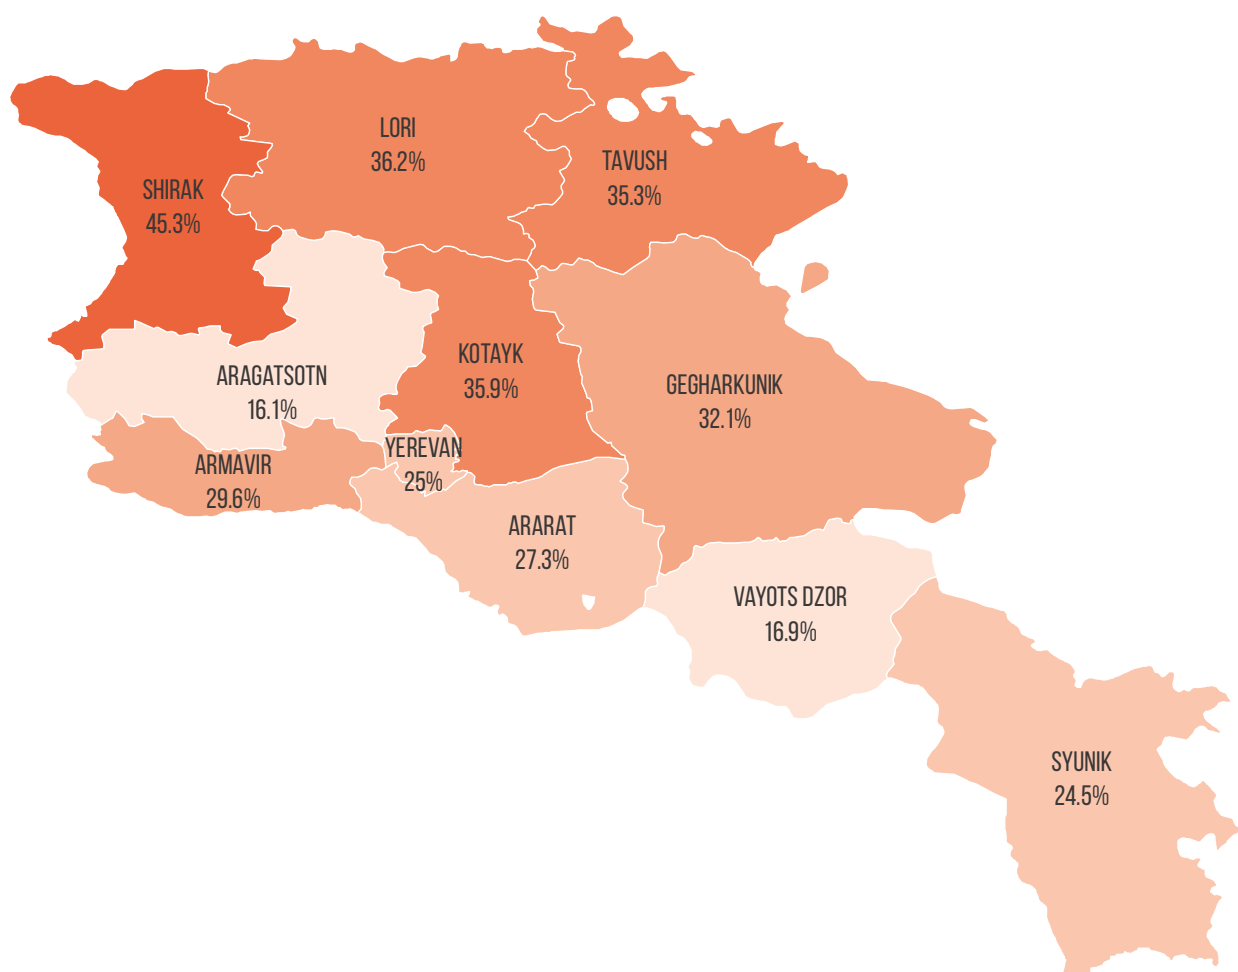 LORI
36.2%
TAVUSH
35.3%
SHIRAK
45.3%
KOTAYK
35.9%
ARAGATSOTN
16.1%
GEGHARKUNIK
32.1%
YEREVAN
25%
ARMAVIR
29.6%
ARARAT
27.3%
VAYOTS DZOR
16.9%
SYUNIK
24.5%